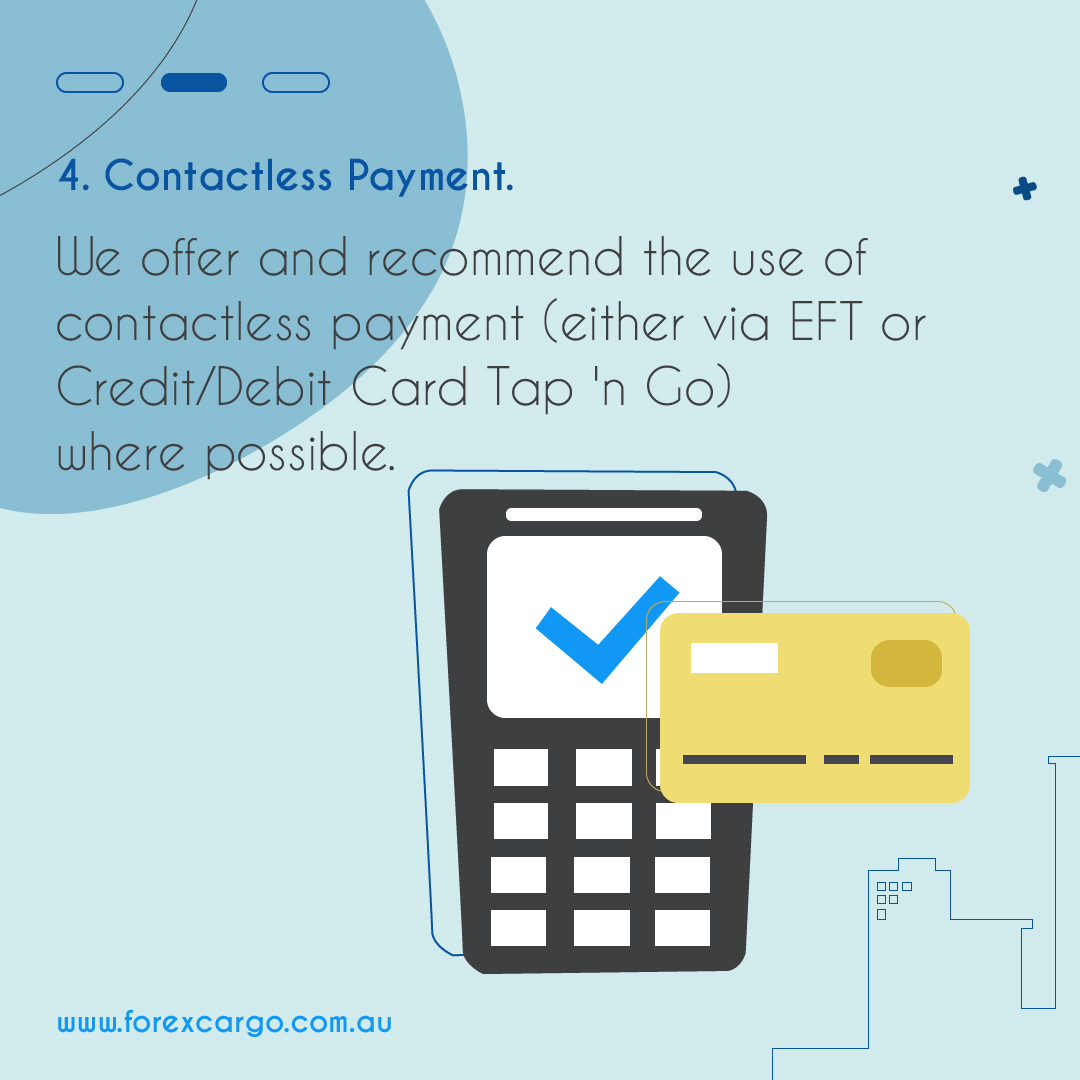 4. Contactless Payment.
We offer and recommend the use of
contactless payment (either via EFT or
Credit/Debit Card Tap 'n Go)
where possible.
www.forexcargo.com.au